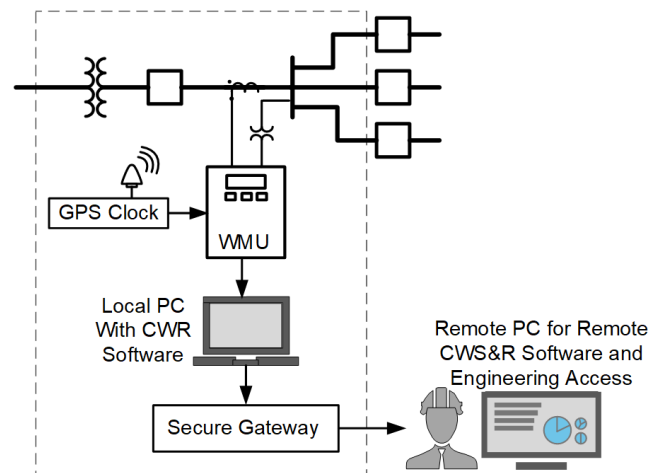 GPS Clock
WMU
Local PC
With CWR
Software
Remote PC for Remote
CWS&R Software and
Engineering Access
Secure Gateway